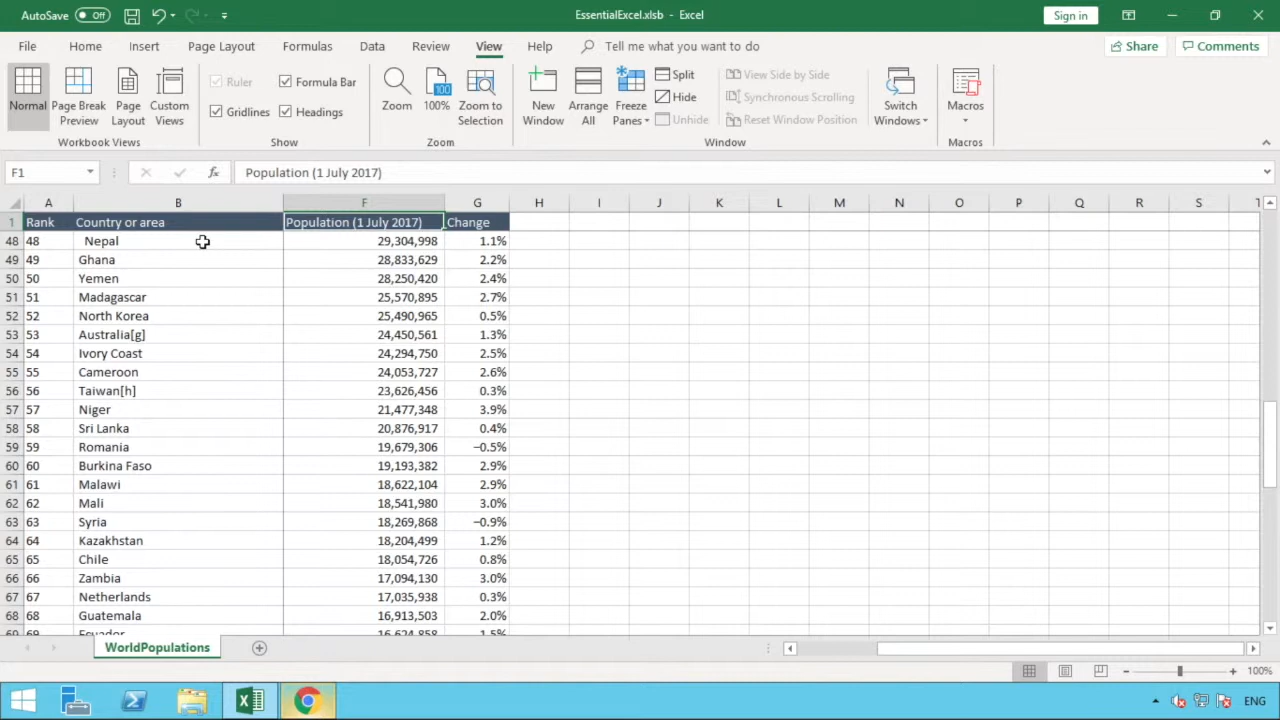 AutoSave Off EssentialExcel.xlsb - Excel Sign in
File Home Insert Page Layout Formulas Data Review View Help Tell me what you want to do Share Comments
Normal Page Break Preview Page Layout Custom Views
Workbook Views
Ruler Formula Bar
Gridlines Headings
Show
Zoom 100% Zoom to Selection
100
Zoom
New Window Arrange All Freeze Panes
Split
Hide
Unhide
View Side by Side
Synchronous Scrolling
Reset Window Position
Switch Windows
Window
Macros
Macros
F1 fx Population (1 July 2017)
A B F G H I J K L M N O P Q R S T
1 Rank Country or area Population (1 July 2017) Change
48 48 Nepal 29,304,998 1.1%
49 49 Ghana 28,833,629 2.2%
50 50 Yemen 28,250,420 2.4%
51 51 Madagascar 25,570,895 2.7%
52 52 North Korea 25,490,965 0.5%
53 53 Australia[g] 24,450,561 1.3%
54 54 Ivory Coast 24,294,750 2.5%
55 55 Cameroon 24,053,727 2.6%
56 56 Taiwan[h] 23,626,456 0.3%
57 57 Niger 21,477,348 3.9%
58 58 Sri Lanka 20,876,917 0.4%
59 59 Romania 19,679,306 −0.5%
60 60 Burkina Faso 19,193,382 2.9%
61 61 Malawi 18,622,104 2.9%
62 62 Mali 18,541,980 3.0%
63 63 Syria 18,269,868 −0.9%
64 64 Kazakhstan 18,204,499 1.2%
65 65 Chile 18,054,726 0.8%
66 66 Zambia 17,094,130 3.0%
67 67 Netherlands 17,035,938 0.3%
68 68 Guatemala 16,913,503 2.0%
69 69 Ecuador 16,624,858 1.5%
WorldPopulations
100%
ENG